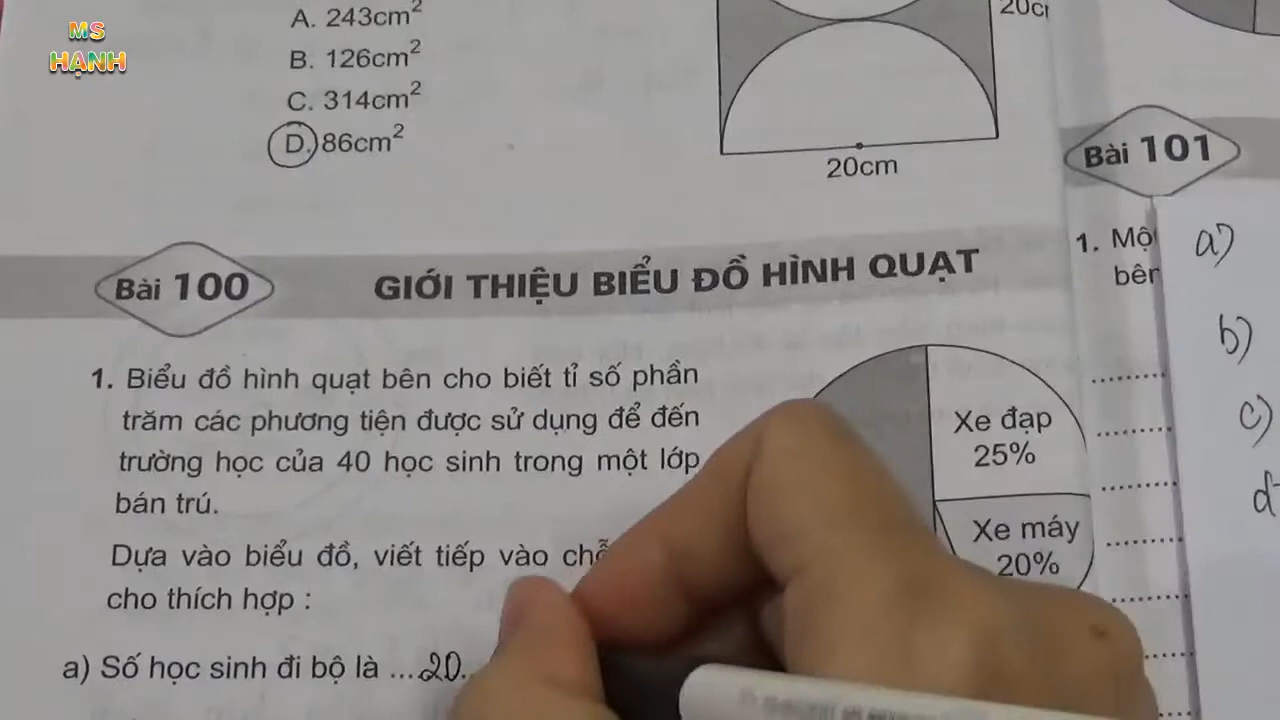 MS
HẠNH
A. 243cm²
B. 126cm²
C. 314cm²
D. 86cm²
20cm
Bài 100
GIỚI THIỆU BIỂU ĐỒ HÌNH QUẠT
1. Biểu đồ hình quạt bên cho biết tỉ số phần
trăm các phương tiện được sử dụng để đến
trường học của 40 học sinh trong một lớp
bán trú.
Dựa vào biểu đồ, viết tiếp vào
cho thích hợp :
a) Số học sinh đi bộ là ...20..
Xe đạp
25%
Xe máy
20%
Bài 101
1.
bên
a)
b)
c)